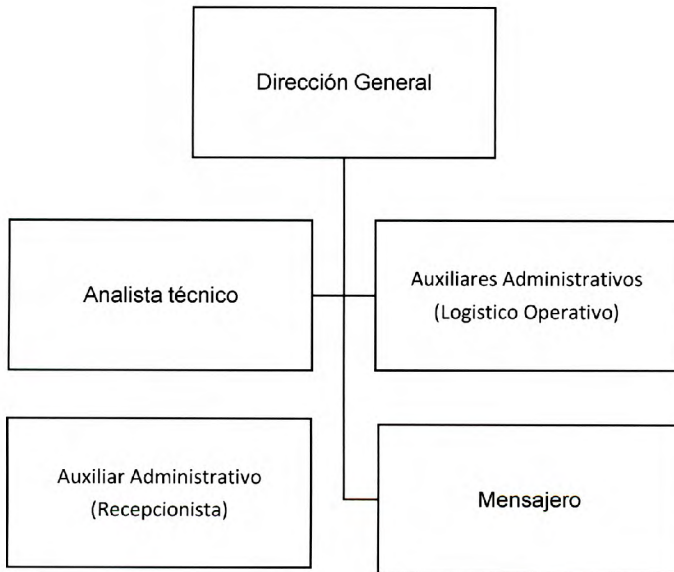 Dirección General
Analista técnico
Auxiliares Administrativos
(Logistico Operativo)
Auxiliar Administrativo
(Recepcionista)
Mensajero